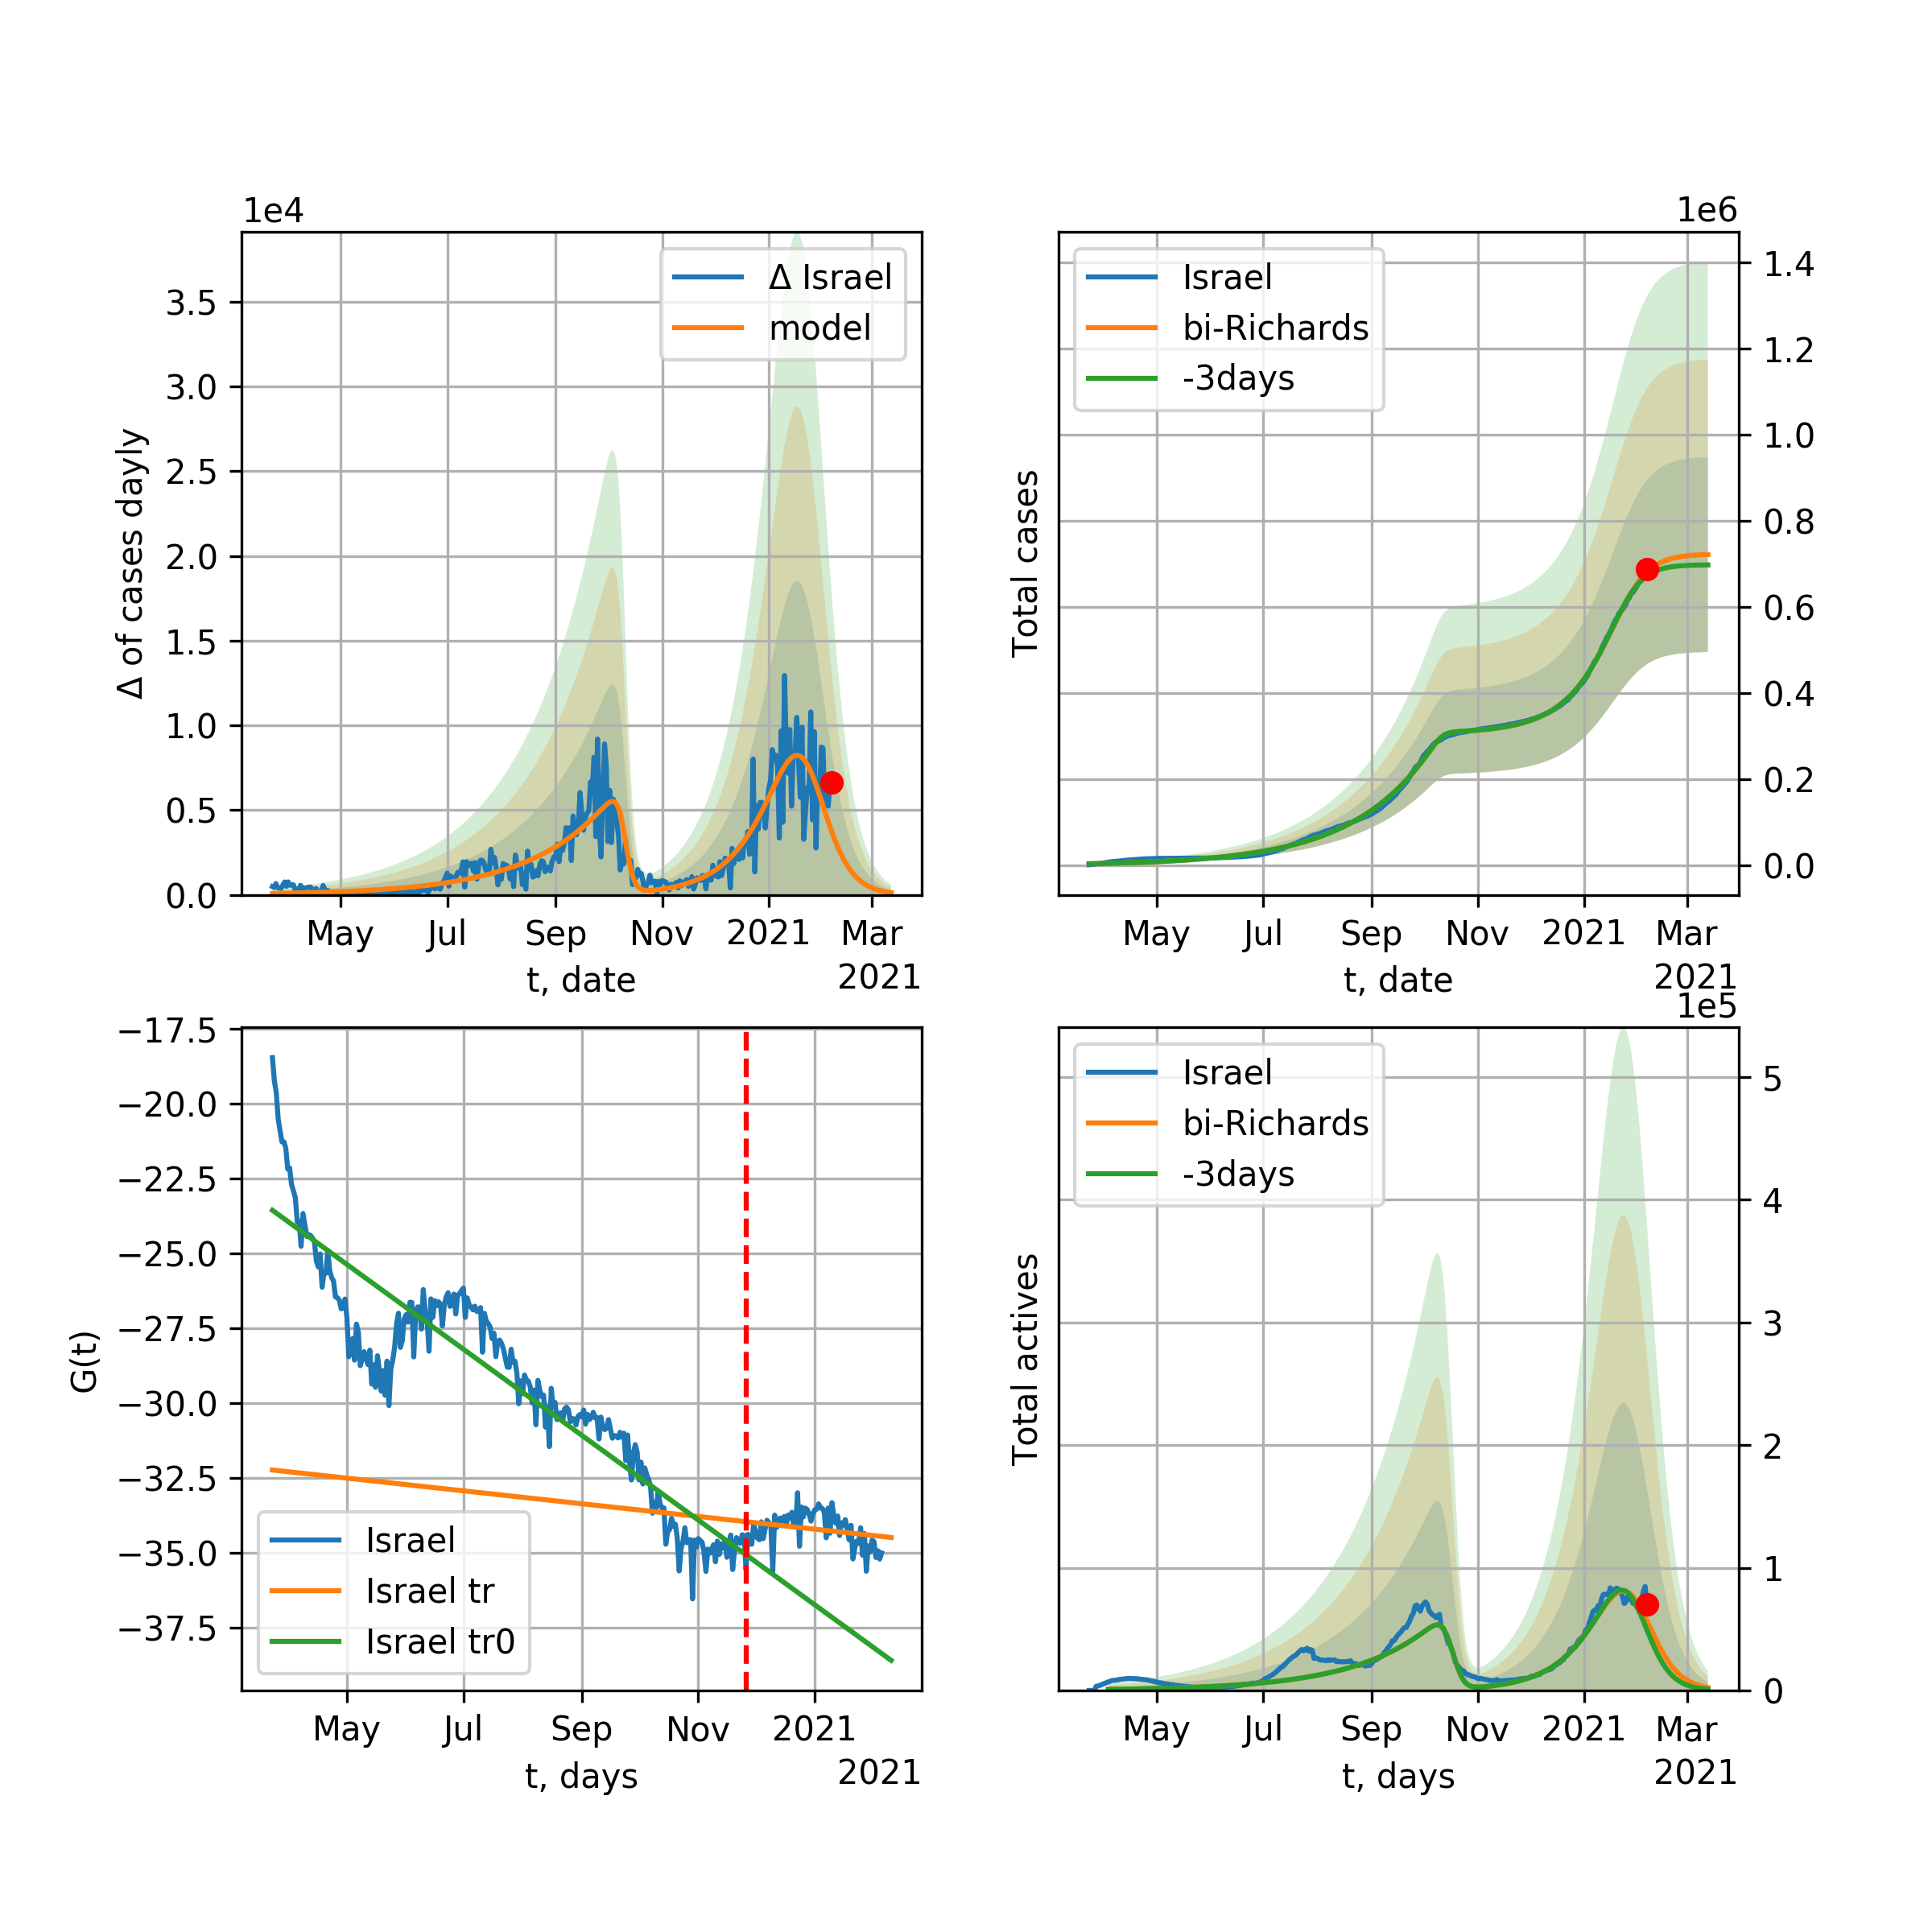 1e4
Δ of cases dayly
3.5
3.0
2.5
2.0
1.5
1.0
0.5
0.0
Δ Israel
model
May Jul Sep Nov 2021 Mar
t, date
2021
1e6
Total cases
Israel
bi-Richards
-3days
1.4
1.2
1.0
0.8
0.6
0.4
0.2
0.0
May Jul Sep Nov 2021 Mar
t, date
2021
G(t)
−17.5
−20.0
−22.5
−25.0
−27.5
−30.0
−32.5
−35.0
−37.5
Israel
Israel tr
Israel tr0
May Jul Sep Nov 2021
t, days
2021
1e5
Total actives
Israel
bi-Richards
-3days
5
4
3
2
1
0
May Jul Sep Nov 2021 Mar
t, days
2021